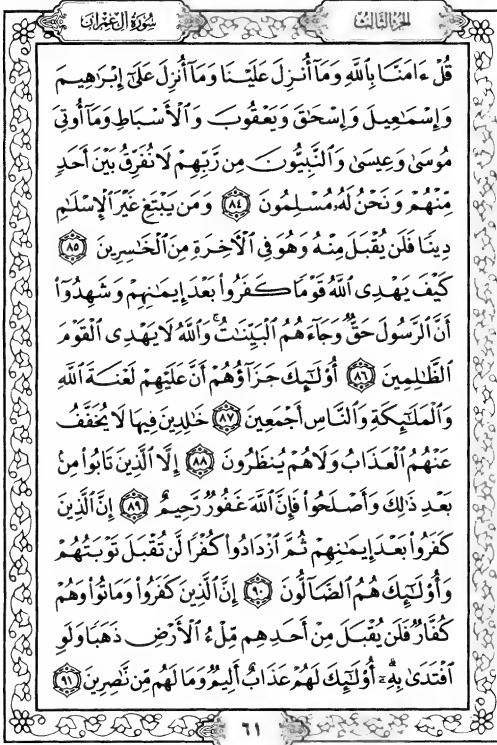 سُورَةُ آلِ عِمْرَانَ
الجُزْءُ الثَّالِثُ
قُلْ ءَامَنَّا بِٱللَّهِ وَمَآ أُنزِلَ عَلَيْنَا وَمَآ أُنزِلَ عَلَىٰٓ إِبْرَٰهِيمَ
وَإِسْمَٰعِيلَ وَإِسْحَٰقَ وَيَعْقُوبَ وَٱلْأَسْبَاطِ وَمَآ أُوتِىَ
مُوسَىٰ وَعِيسَىٰ وَٱلنَّبِيُّونَ مِن رَّبِّهِمْ لَا نُفَرِّقُ بَيْنَ أَحَدٍ
مِّنْهُمْ وَنَحْنُ لَهُۥ مُسْلِمُونَ ٨٤ وَمَن يَبْتَغِ غَيْرَ ٱلْإِسْلَٰمِ
دِينًا فَلَن يُقْبَلَ مِنْهُ وَهُوَ فِى ٱلْأَخِرَةِ مِنَ ٱلْخَٰسِرِينَ ٨٥
كَيْفَ يَهْدِى ٱللَّهُ قَوْمًا كَفَرُوا۟ بَعْدَ إِيمَٰنِهِمْ وَشَهِدُوٓا۟
أَنَّ ٱلرَّسُولَ حَقٌّ وَجَآءَهُمُ ٱلْبَيِّنَٰتُ ۚ وَٱللَّهُ لَا يَهْدِى ٱلْقَوْمَ
ٱلظَّٰلِمِينَ ٨٦ أُو۟لَٰٓئِكَ جَزَآؤُهُمْ أَنَّ عَلَيْهِمْ لَعْنَةَ ٱللَّهِ
وَٱلْمَلَٰٓئِكَةِ وَٱلنَّاسِ أَجْمَعِينَ ٨٧ خَٰلِدِينَ فِيهَا لَا يُخَفَّفُ
عَنْهُمُ ٱلْعَذَابُ وَلَا هُمْ يُنظَرُونَ ٨٨ إِلَّا ٱلَّذِينَ تَابُوا۟ مِنۢ
بَعْدِ ذَٰلِكَ وَأَصْلَحُوا۟ فَإِنَّ ٱللَّهَ غَفُورٌ رَّحِيمٌ ٨٩ إِنَّ ٱلَّذِينَ
كَفَرُوا۟ بَعْدَ إِيمَٰنِهِمْ ثُمَّ ٱزْدَادُوا۟ كُفْرًا لَّن تُقْبَلَ تَوْبَتُهُمْ
وَأُو۟لَٰٓئِكَ هُمُ ٱلضَّآلُّونَ ٩٠ إِنَّ ٱلَّذِينَ كَفَرُوا۟ وَمَاتُوا۟ وَهُمْ
كُفَّارٌ فَلَن يُقْبَلَ مِنْ أَحَدِهِم مِّلْءُ ٱلْأَرْضِ ذَهَبًا وَلَوِ
ٱفْتَدَىٰ بِهِۦٓ ۗ أُو۟لَٰٓئِكَ لَهُمْ عَذَابٌ أَلِيمٌ وَمَا لَهُم مِّن نَّٰصِرِينَ ٩١
٦١